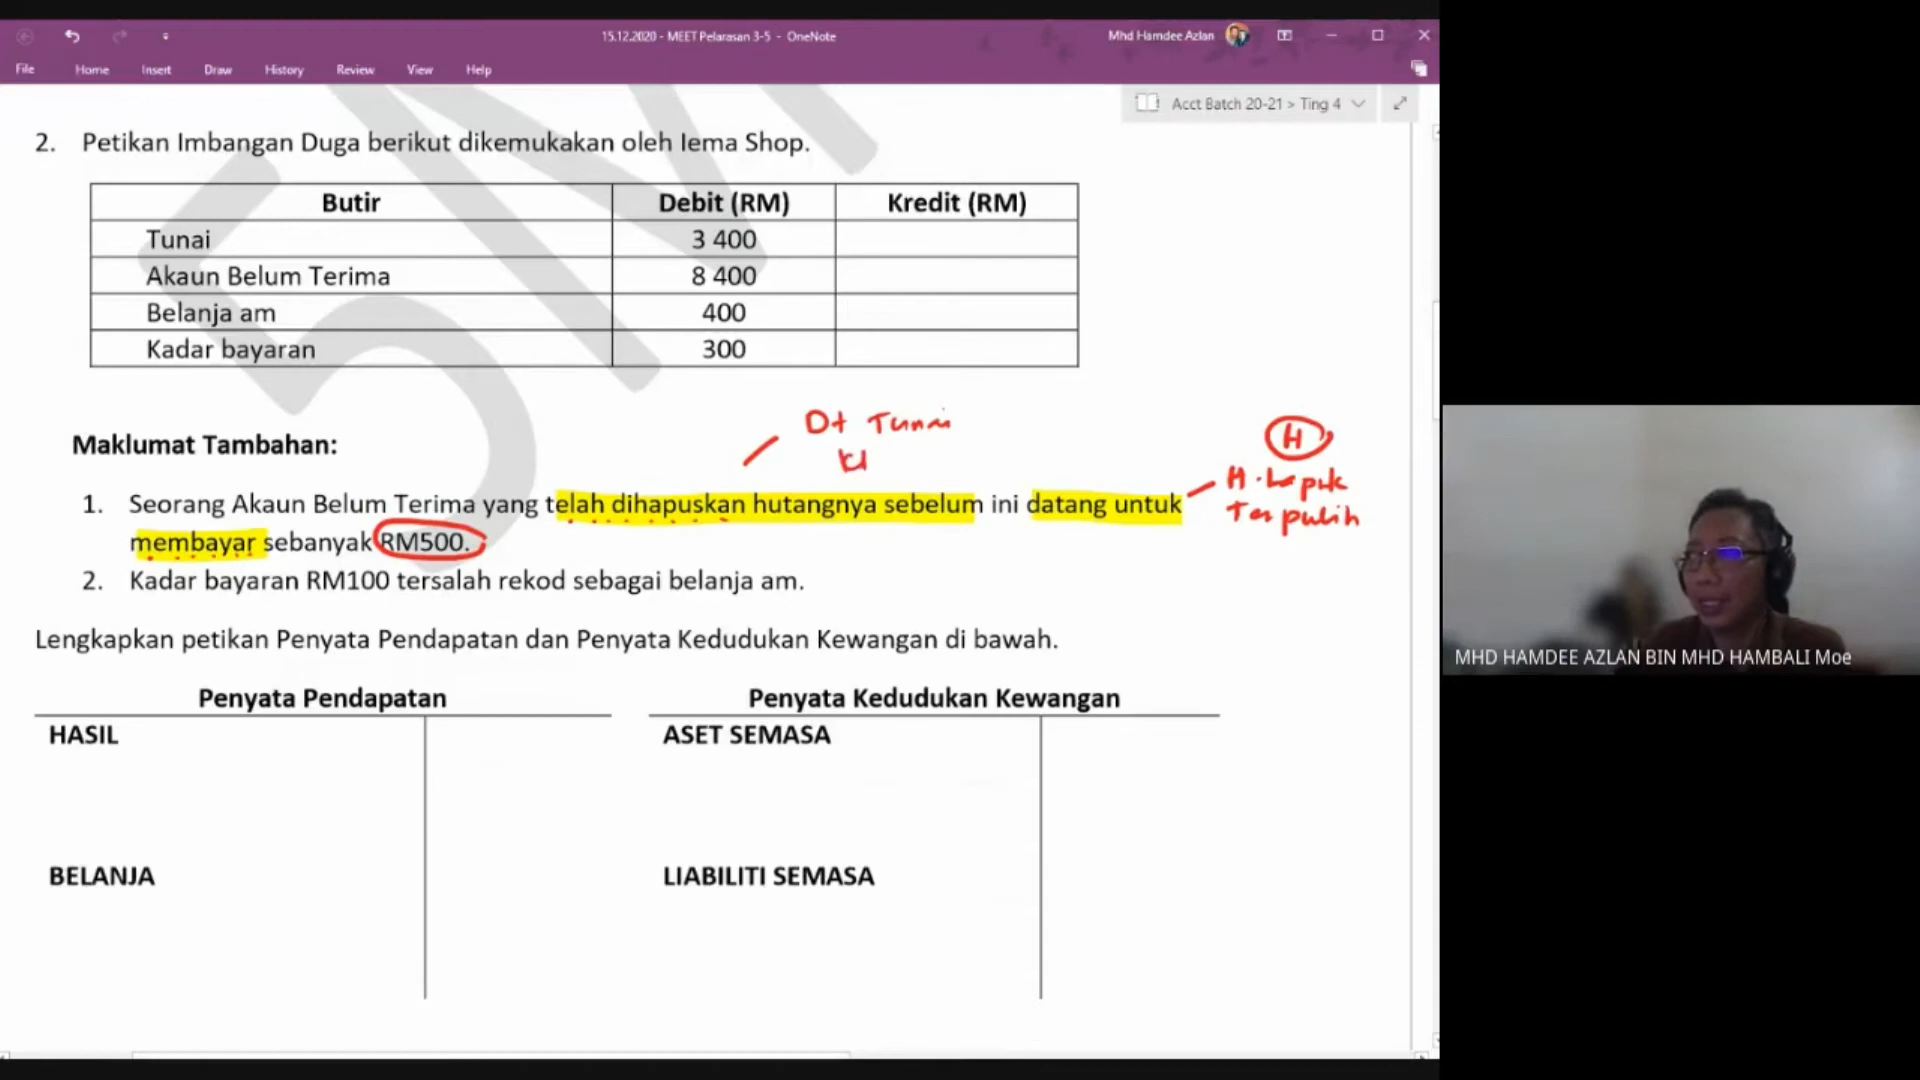 15.12.2020 - MEET Pelarasan 3-5 - OneNote
Mhd Hamdee Azlan
File Home Insert Draw History Review View Help
Acct Batch 20-21 > Ting 4
2. Petikan Imbangan Duga berikut dikemukakan oleh Iema Shop.
Butir Debit (RM) Kredit (RM)
Tunai 3 400
Akaun Belum Terima 8 400
Belanja am 400
Kadar bayaran 300
Dt Tunai
Kt
H
Maklumat Tambahan:
H. Lapuk
Terpulih
1. Seorang Akaun Belum Terima yang telah dihapuskan hutangnya sebelum ini datang untuk
membayar sebanyak RM500.
2. Kadar bayaran RM100 tersalah rekod sebagai belanja am.
Lengkapkan petikan Penyata Pendapatan dan Penyata Kedudukan Kewangan di bawah.
Penyata Pendapatan Penyata Kedudukan Kewangan
HASIL ASET SEMASA
BELANJA LIABILITI SEMASA
MHD HAMDEE AZLAN BIN MHD HAMBALI Moe